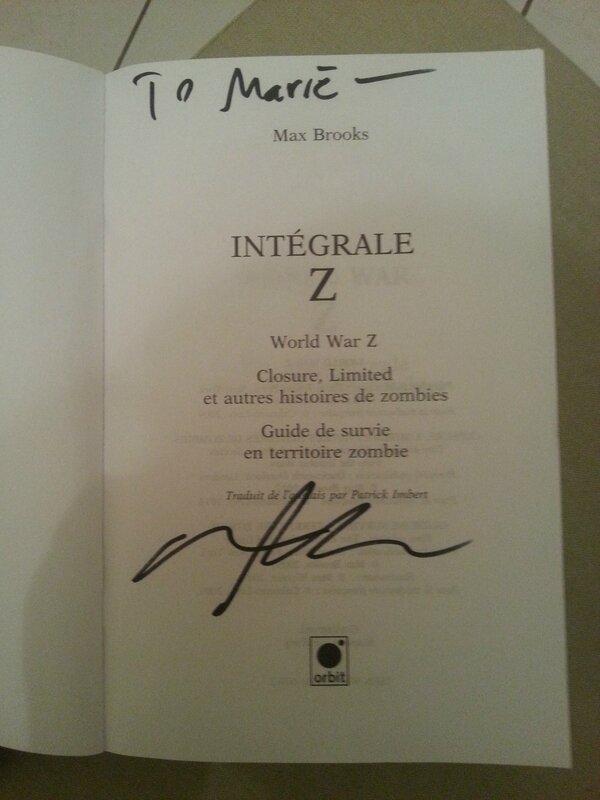 To Marie —
Max Brooks
INTÉGRALE
Z
World War Z
Closure, Limited
et autres histoires de zombies
Guide de survie
en territoire zombie
Traduit de l'anglais par Patrick Imbert
orbit